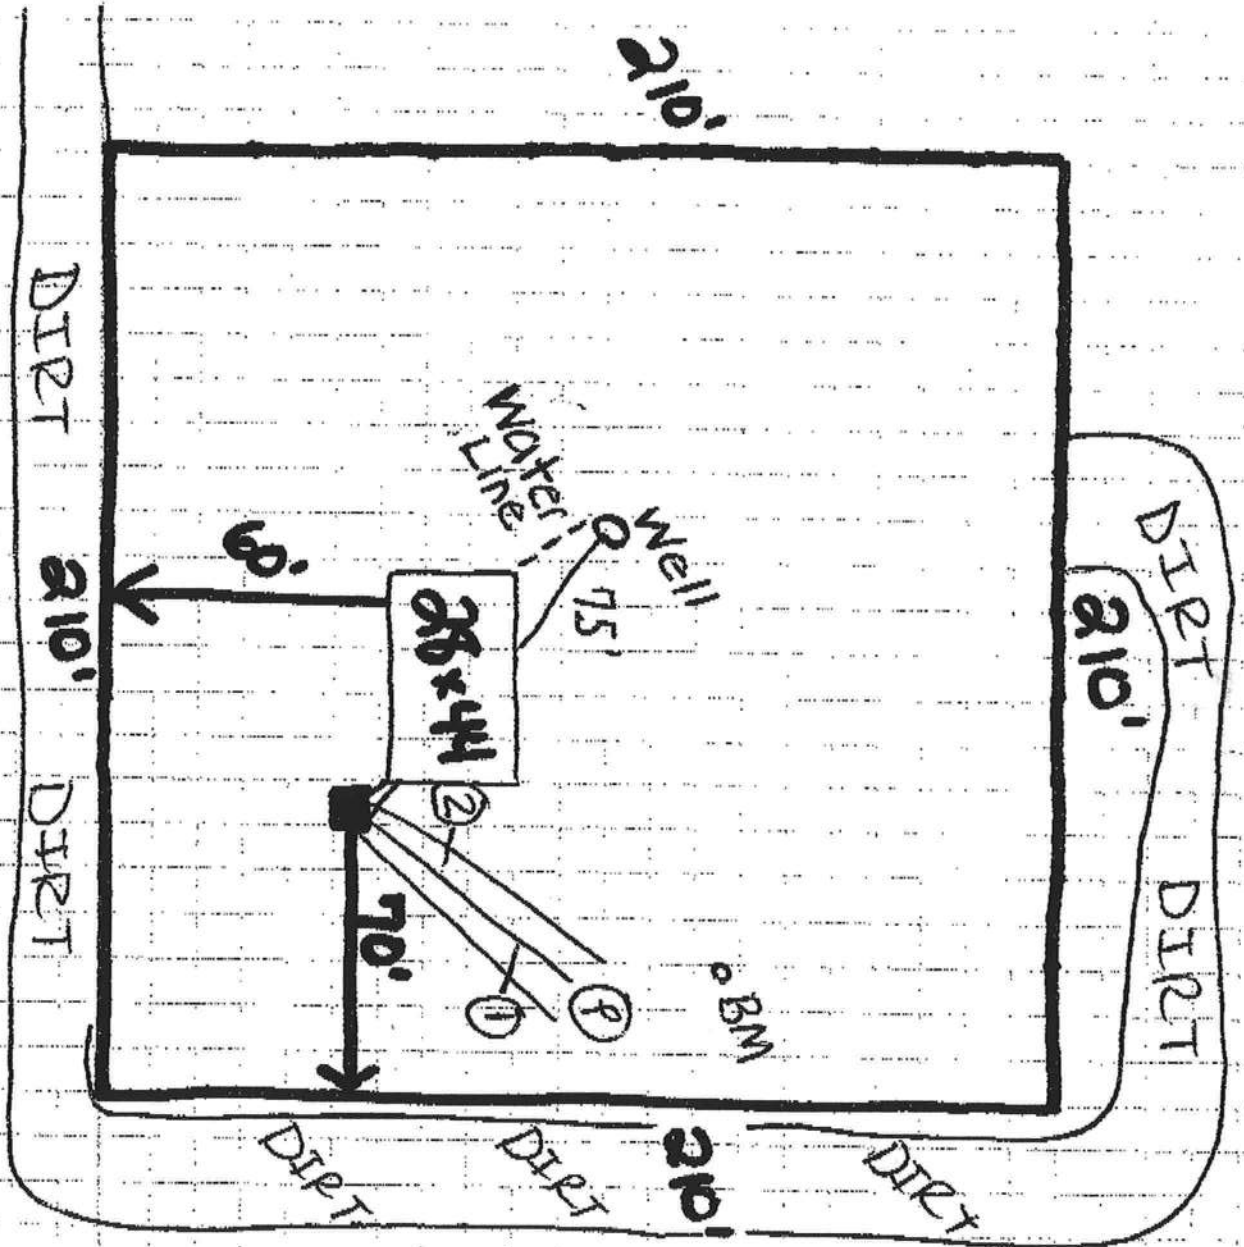 210'
DIRT
Water
Line
Well
75'
60'
28x44
210'
DIRT
210'
DIRT
2
70'
1
BM
DIRT
DIRT
DIRT
210'
DIRT